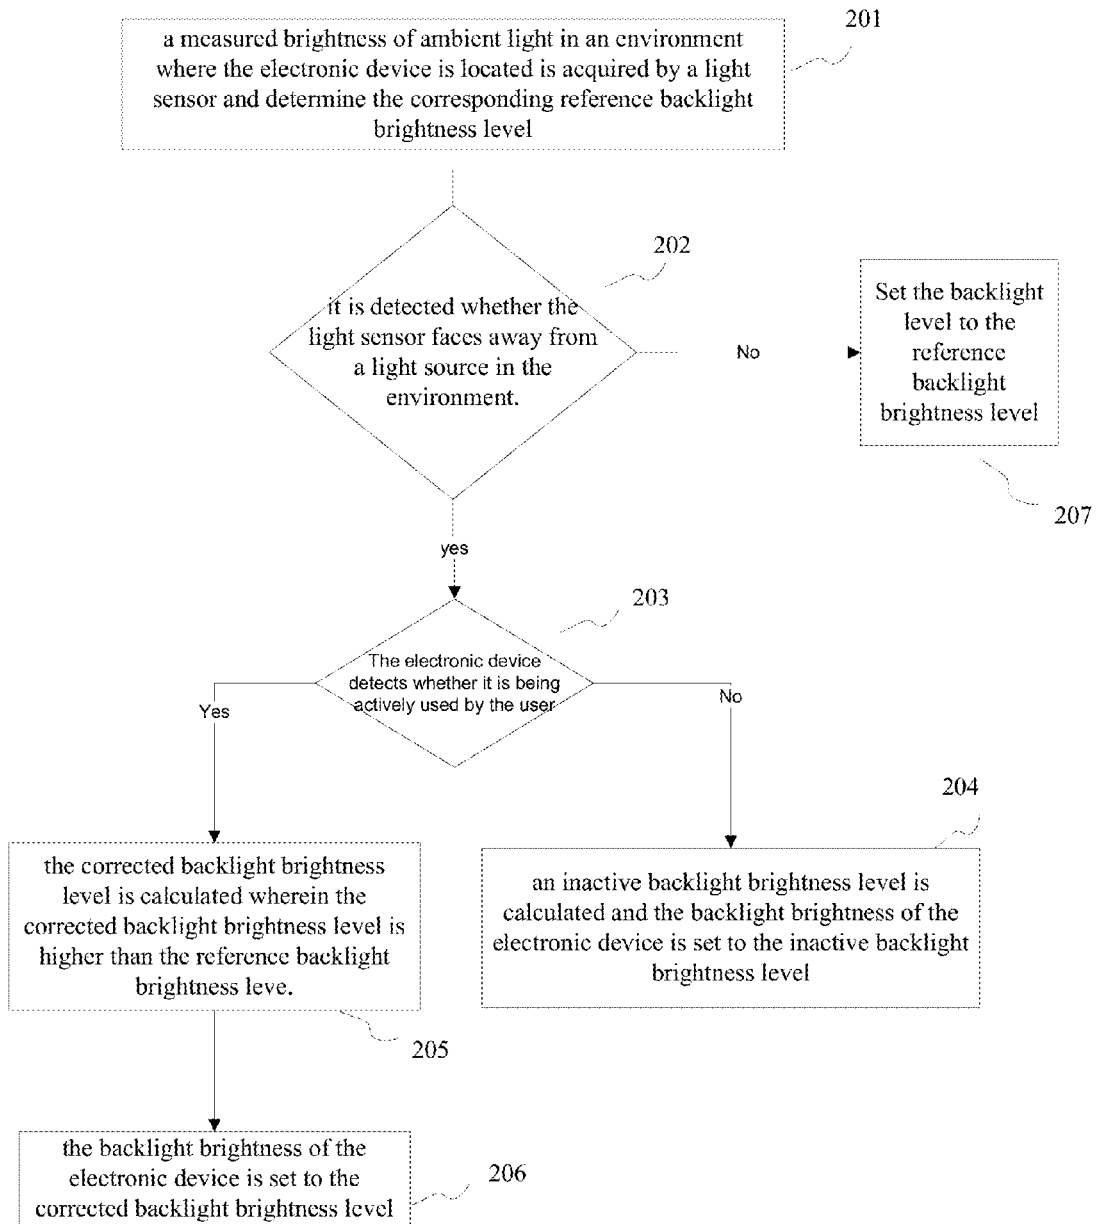 201
a measured brightness of ambient light in an environment
where the electronic device is located is acquired by a light
sensor and determine the corresponding reference backlight
brightness level
202
it is detected whether the
light sensor faces away from
a light source in the
environment.
No
Set the backlight
level to the
reference
backlight
brightness level
207
yes
203
The electronic device
detects whether it is being
actively used by the user
Yes
No
204
the corrected backlight brightness
level is calculated wherein the
corrected backlight brightness level is
higher than the reference backlight
brightness leve.
205
an inactive backlight brightness level is
calculated and the backlight brightness of the
electronic device is set to the inactive backlight
brightness level
the backlight brightness of the
electronic device is set to the
corrected backlight brightness level
206